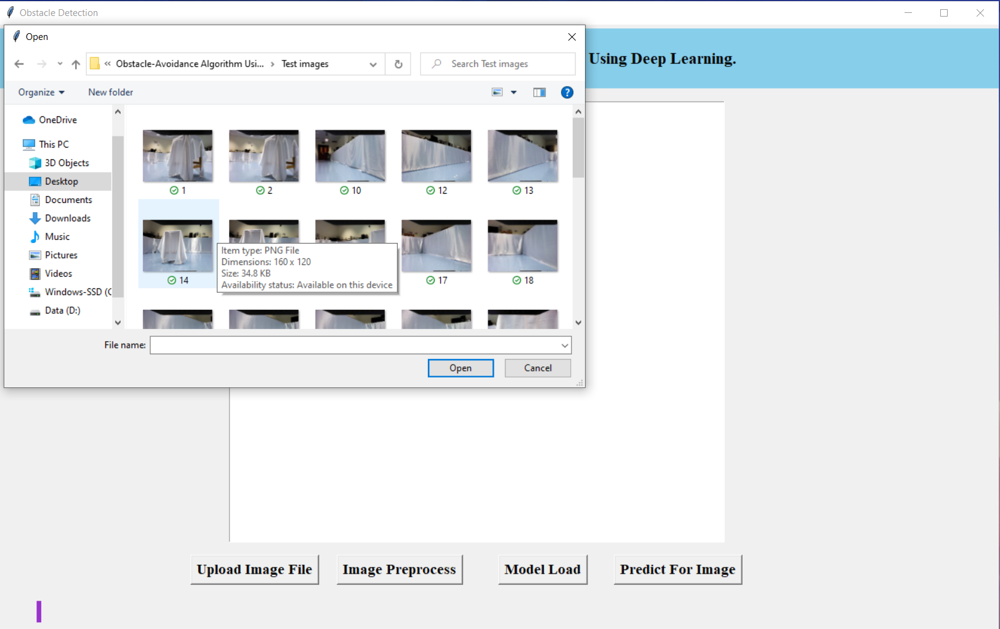 Obstacle Detection
Open
Using Deep Learning.
« Obstacle-Avoidance Algorithm Usi... › Test images
Search Test images
Organize
New folder
?
OneDrive
This PC
3D Objects
Desktop
Documents
Downloads
Music
Pictures
Videos
Windows-SSD (C
Data (D:)
1
2
10
12
13
14
17
18
Item type: PNG File
Dimensions: 160 x 120
Size: 34.8 KB
Availability status: Available on this device
File name:
Open
Cancel
Upload Image File
Image Preprocess
Model Load
Predict For Image